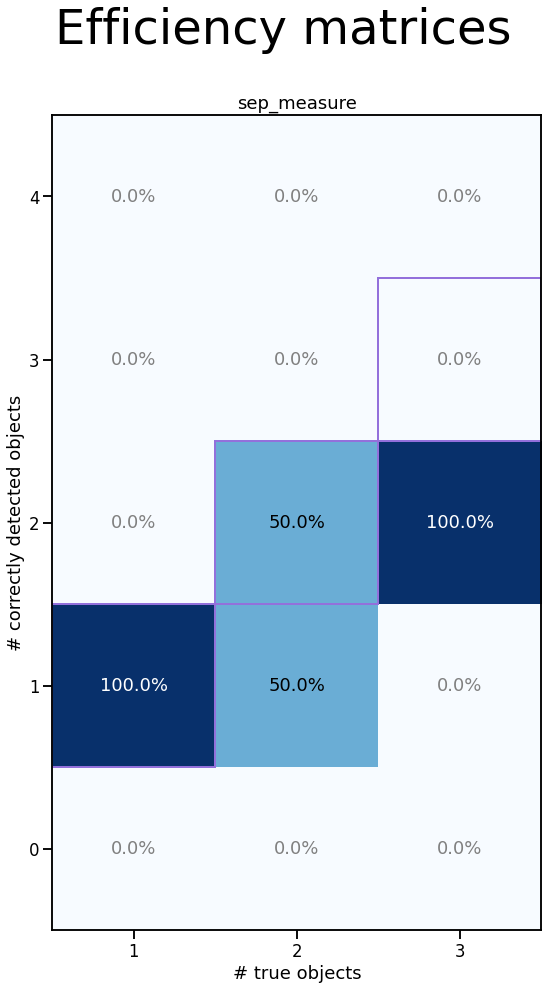 Efficiency matrices
sep_measure
4 0.0% 0.0% 0.0%
3 0.0% 0.0% 0.0%
2 0.0% 50.0% 100.0%
1 100.0% 50.0% 0.0%
0 0.0% 0.0% 0.0%
1 2 3
# true objects
# correctly detected objects